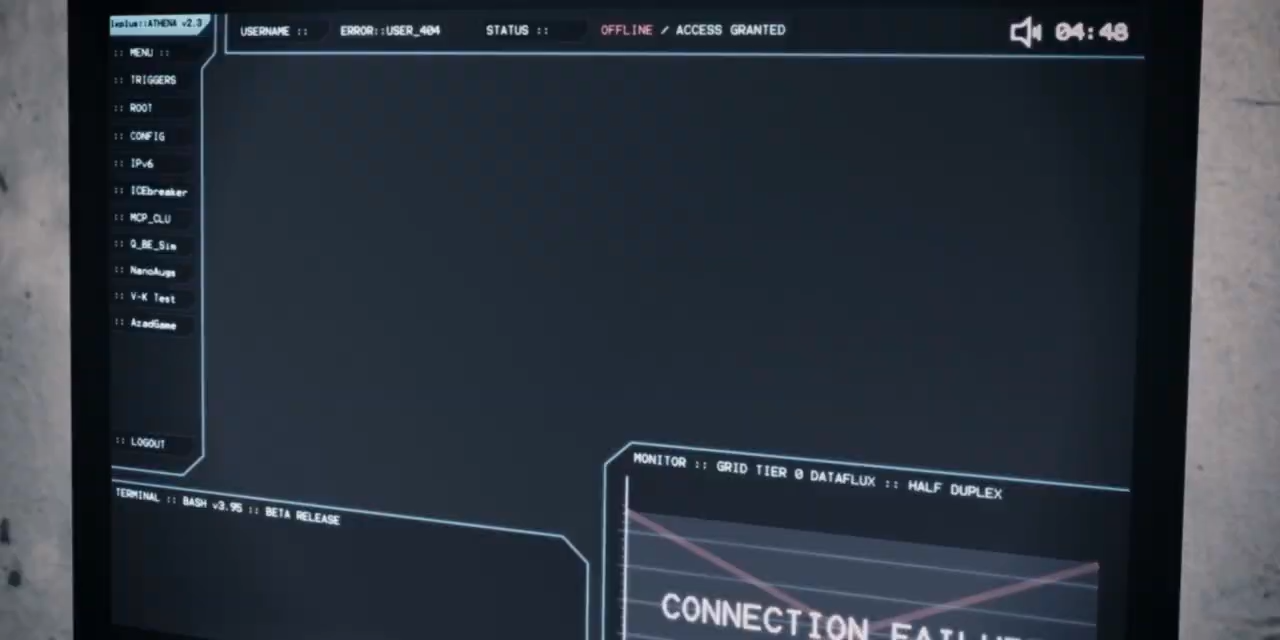 ::ATHENA v2.3
USERNAME :: ERROR::USER_404 STATUS :: OFFLINE / ACCESS GRANTED
04:48
:: MENU ::
:: TRIGGERS
:: ROOT
:: CONFIG
:: IPv6
:: ICEbreaker
:: MCP_CLU
:: Q_BE_Sim
:: NanoAugs
:: V-K Test
:: AzadGame
:: LOGOUT
TERMINAL :: BASH v3.95 :: BETA RELEASE
MONITOR :: GRID TIER 0 DATAFLUX :: HALF DUPLEX
CONNECTION